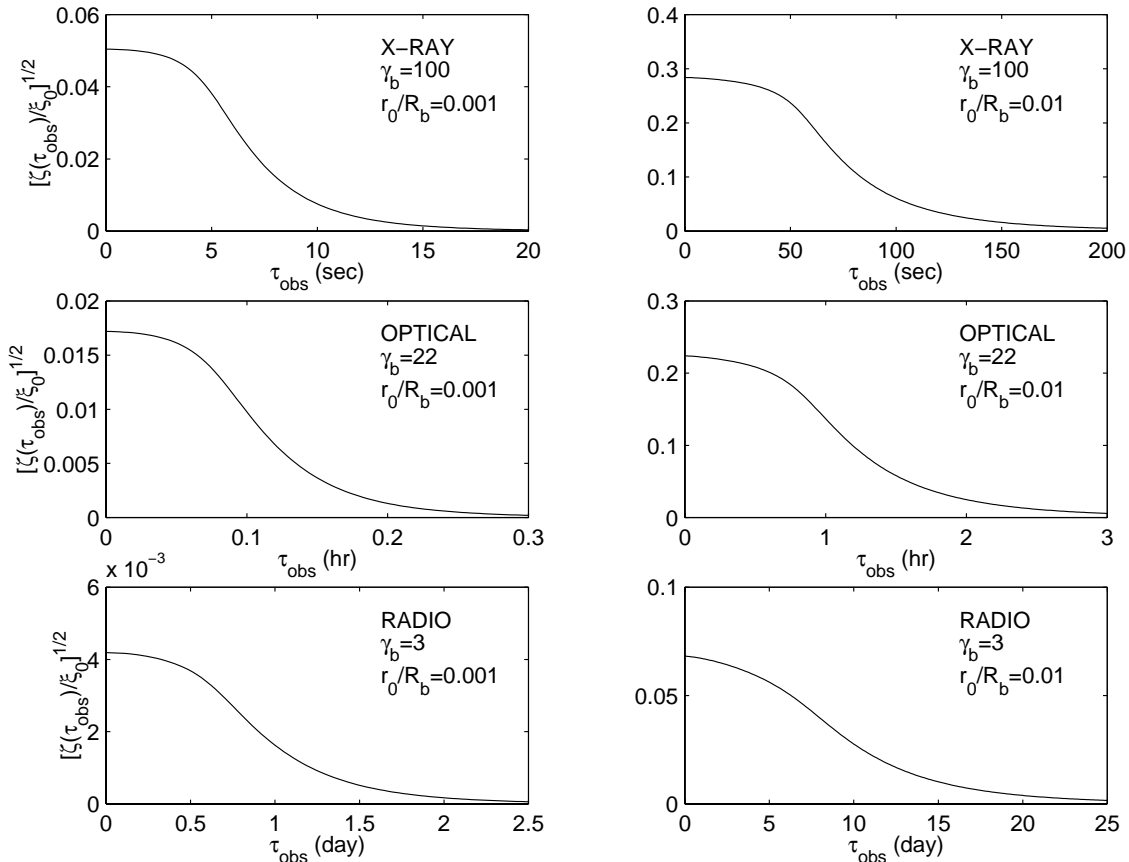 0.06
0.04
0.02
0
0 5 10 15 20
τobs (sec)
[ζ(τobs)/ξ0]1/2
X−RAY
γb=100
r0/Rb=0.001
0.4
0.3
0.2
0.1
0
0 50 100 150 200
τobs (sec)
X−RAY
γb=100
r0/Rb=0.01
0.02
0.015
0.01
0.005
0
0 0.1 0.2 0.3
τobs (hr)
[ζ(τobs)/ξ0]1/2
OPTICAL
γb=22
r0/Rb=0.001
0.3
0.2
0.1
0
0 1 2 3
τobs (hr)
OPTICAL
γb=22
r0/Rb=0.01
x 10−3
6
4
2
0
0 0.5 1 1.5 2 2.5
τobs (day)
[ζ(τobs)/ξ0]1/2
RADIO
γb=3
r0/Rb=0.001
0.1
0.05
0
0 5 10 15 20 25
τobs (day)
RADIO
γb=3
r0/Rb=0.01